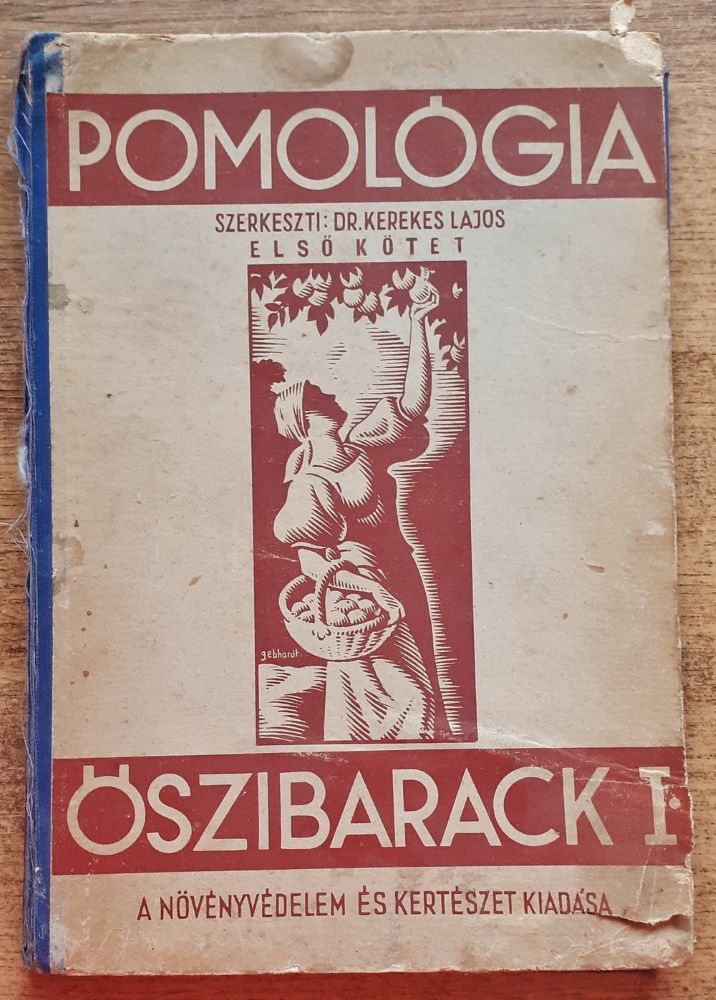 POMOLÓGIA
SZERKESZTI: DR. KEREKES LAJOS
ELSŐ KÖTET
gebhardt.
ŐSZIBARACK I.
A NÖVÉNYVÉDELEM ÉS KERTÉSZET KIADÁSA